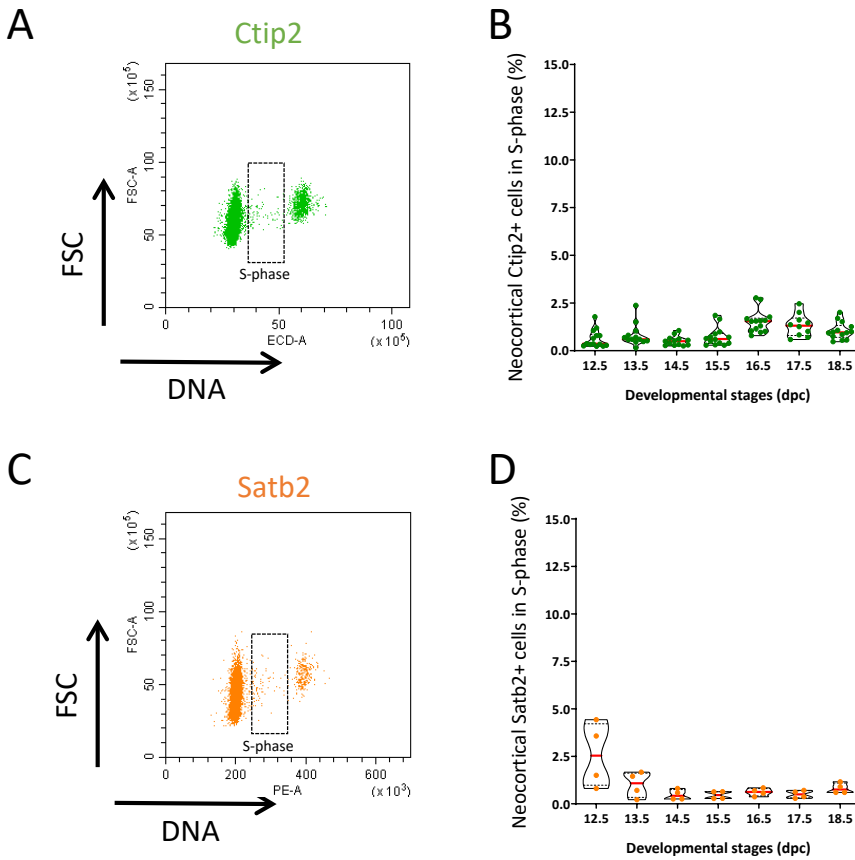 A
Ctip2
(x 10⁵)
150
100
50
0
FSC-A
FSC
S-phase
0
50
100
ECD-A
(x 10⁵)
DNA
B
Neocortical Ctip2+ cells in S-phase (%)
15.0
12.5
10.0
7.5
5.0
2.5
0.0
12.5 13.5 14.5 15.5 16.5 17.5 18.5
Developmental stages (dpc)
C
Satb2
(x 10⁵)
150
100
50
0
FSC-A
FSC
S-phase
0
200
400
600
PE-A
(x 10³)
DNA
D
Neocortical Satb2+ cells in S-phase (%)
15.0
12.5
10.0
7.5
5.0
2.5
0.0
12.5 13.5 14.5 15.5 16.5 17.5 18.5
Developmental stages (dpc)